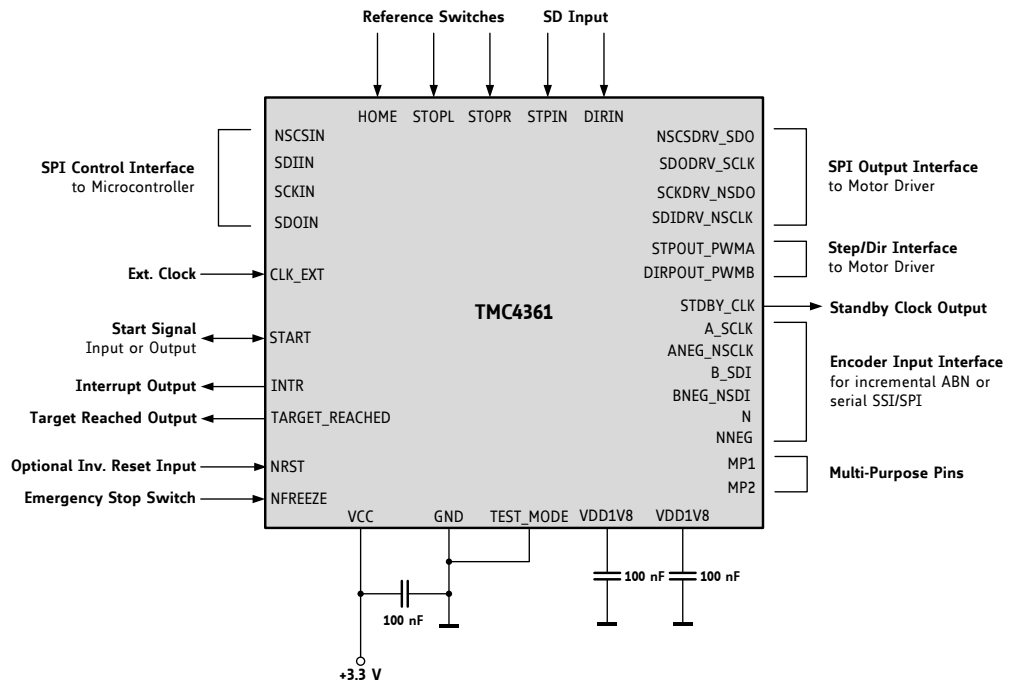 Reference Switches
SD Input
HOME STOPL STOPR STPIN DIRIN
SPI Control Interface
to Microcontroller
NSCSIN
SDIIN
SCKIN
SDOIN
Ext. Clock
CLK_EXT
Start Signal
Input or Output
START
Interrupt Output
INTR
Target Reached Output
TARGET_REACHED
Optional Inv. Reset Input
NRST
Emergency Stop Switch
NFREEZE
TMC4361
NSCSDRV_SDO
SDODRV_SCLK
SCKDRV_NSDO
SDIDRV_NSCLK
SPI Output Interface
to Motor Driver
STPOUT_PWMA
DIRPOUT_PWMB
Step/Dir Interface
to Motor Driver
STDBY_CLK
Standby Clock Output
A_SCLK
ANEG_NSCLK
B_SDI
BNEG_NSDI
N
NNEG
Encoder Input Interface
for incremental ABN or
serial SSI/SPI
MP1
MP2
Multi-Purpose Pins
VCC GND TEST_MODE VDD1V8 VDD1V8
100 nF
100 nF
100 nF
+3.3 V